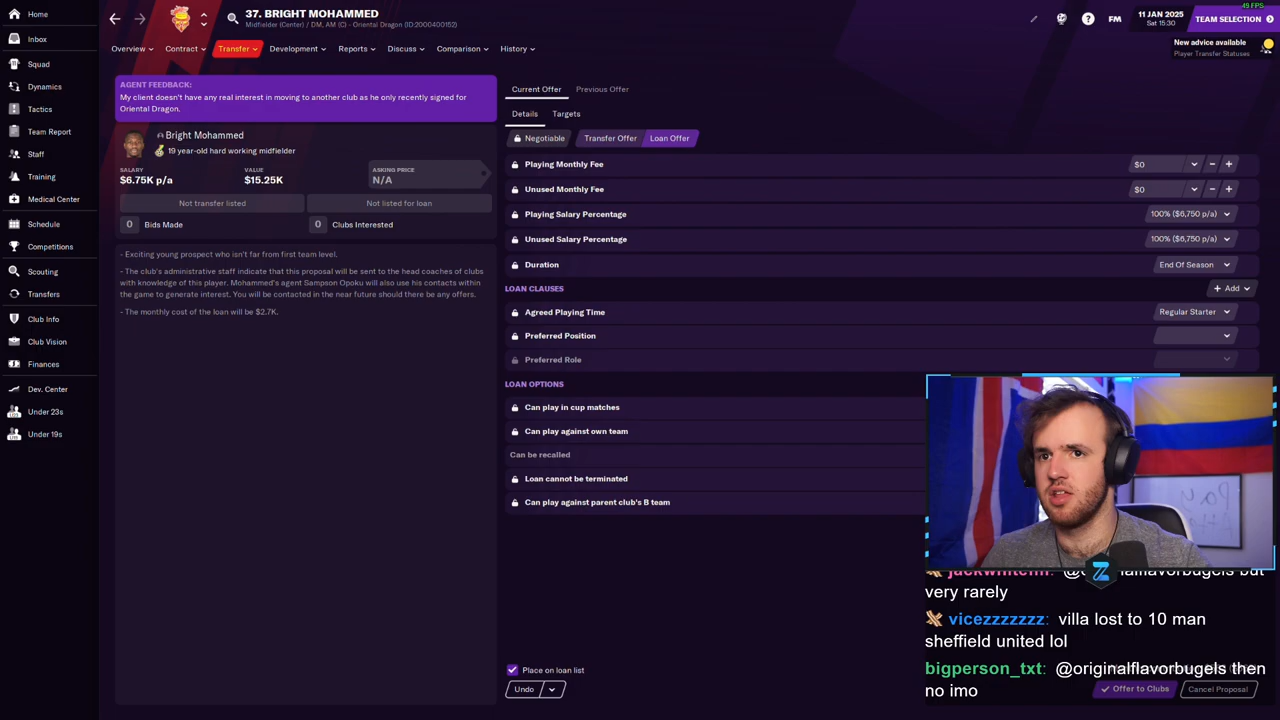 49 FPS
37. BRIGHT MOHAMMED
Midfielder (Center) / DM, AM (C) - Oriental Dragon (ID:2000400152)
FM
11 JAN 2025
Sat 15:30
TEAM SELECTION
New advice available
Player Transfer Statuses
Home
Inbox
Squad
Dynamics
Tactics
Team Report
Staff
Training
Medical Center
Schedule
Competitions
Scouting
Transfers
Club Info
Club Vision
Finances
Dev. Center
Under 23s
Under 19s
Overview
Contract
Transfer
Development
Reports
Discuss
Comparison
History
AGENT FEEDBACK:
My client doesn't have any real interest in moving to another club as he only recently signed for
Oriental Dragon.
Bright Mohammed
19 year-old hard working midfielder
SALARY
$6.75K p/a
VALUE
$15.25K
ASKING PRICE
N/A
Not transfer listed
Not listed for loan
0 Bids Made
0 Clubs Interested
- Exciting young prospect who isn't far from first team level.
- The club's administrative staff indicate that this proposal will be sent to the head coaches of clubs
with knowledge of this player. Mohammed's agent Sampson Opoku will also use his contacts within
the game to generate interest. You will be contacted in the near future should there be any offers.
- The monthly cost of the loan will be $2.7K.
Current Offer
Previous Offer
Details
Targets
Negotiable
Transfer Offer
Loan Offer
Playing Monthly Fee
$0
Unused Monthly Fee
$0
Playing Salary Percentage
100% ($6,750 p/a)
Unused Salary Percentage
100% ($6,750 p/a)
Duration
End Of Season
LOAN CLAUSES
+ Add
Agreed Playing Time
Regular Starter
Preferred Position
Preferred Role
LOAN OPTIONS
Can play in cup matches
Can play against own team
Can be recalled
Loan cannot be terminated
Can play against parent club's B team
Place on loan list
Undo
but
very rarely
vicezzzzzzz: villa lost to 10 man
sheffield united lol
bigperson_txt: @originalflavorbugels then
no imo
Offer to Clubs
Cancel Proposal